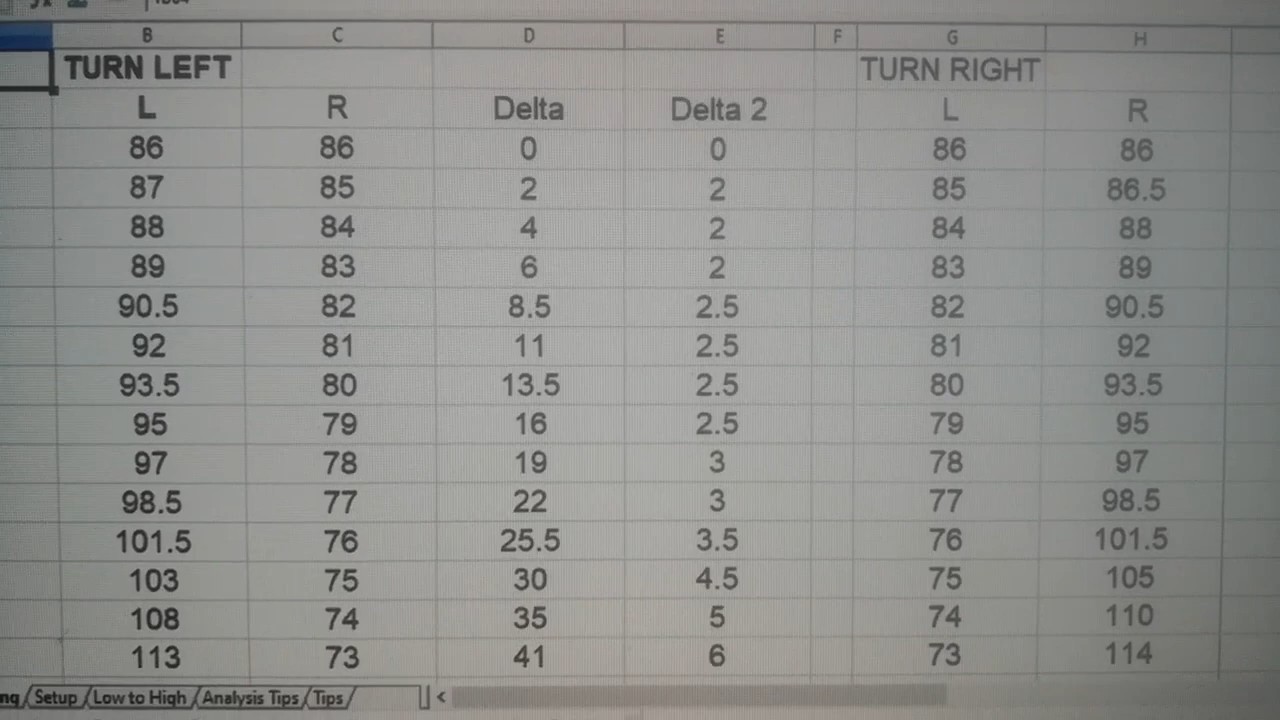 B C D E F G H
TURN LEFT TURN RIGHT
L R Delta Delta 2 L R
86 86 0 0 86 86
87 85 2 2 85 86.5
88 84 4 2 84 88
89 83 6 2 83 89
90.5 82 8.5 2.5 82 90.5
92 81 11 2.5 81 92
93.5 80 13.5 2.5 80 93.5
95 79 16 2.5 79 95
97 78 19 3 78 97
98.5 77 22 3 77 98.5
101.5 76 25.5 3.5 76 101.5
103 75 30 4.5 75 105
108 74 35 5 74 110
113 73 41 6 73 114
Setup Low to High Analysis Tips Tips